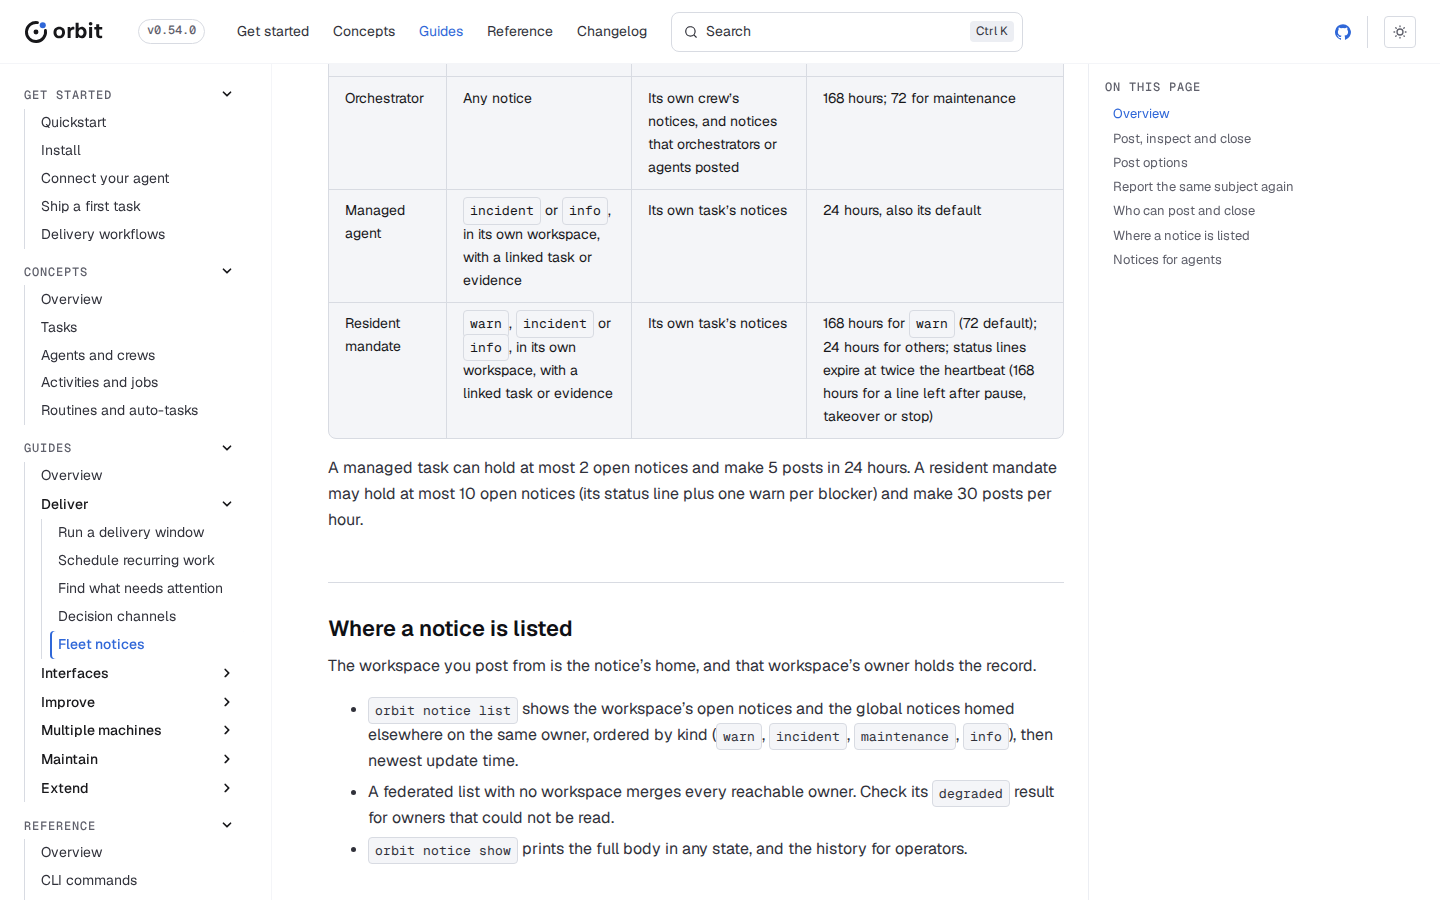 orbit
v0.54.0
Get started
Concepts
Guides
Reference
Changelog
Search
Ctrl K
GET STARTED
Quickstart
Install
Connect your agent
Ship a first task
Delivery workflows
CONCEPTS
Overview
Tasks
Agents and crews
Activities and jobs
Routines and auto-tasks
GUIDES
Overview
Deliver
Run a delivery window
Schedule recurring work
Find what needs attention
Decision channels
Fleet notices
Interfaces
Improve
Multiple machines
Maintain
Extend
REFERENCE
Overview
CLI commands
Orchestrator
Any notice
Its own crew’s
notices, and notices
that orchestrators or
agents posted
168 hours; 72 for maintenance
Managed
agent
incident or info,
in its own workspace,
with a linked task or
evidence
Its own task’s notices
24 hours, also its default
Resident
mandate
warn, incident or
info, in its own
workspace, with a
linked task or evidence
Its own task’s notices
168 hours for warn (72 default);
24 hours for others; status lines
expire at twice the heartbeat (168
hours for a line left after pause,
takeover or stop)
A managed task can hold at most 2 open notices and make 5 posts in 24 hours. A resident mandate
may hold at most 10 open notices (its status line plus one warn per blocker) and make 30 posts per
hour.
Where a notice is listed
The workspace you post from is the notice’s home, and that workspace’s owner holds the record.
• orbit notice list shows the workspace’s open notices and the global notices homed
elsewhere on the same owner, ordered by kind (warn, incident, maintenance, info), then
newest update time.
• A federated list with no workspace merges every reachable owner. Check its degraded result
for owners that could not be read.
• orbit notice show prints the full body in any state, and the history for operators.
ON THIS PAGE
Overview
Post, inspect and close
Post options
Report the same subject again
Who can post and close
Where a notice is listed
Notices for agents